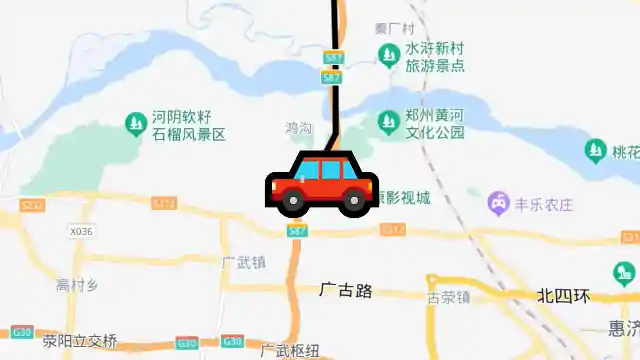 秦厂村
S87
S87
水浒新村
旅游景点
河阴软籽
石榴风景区
鸿沟
郑州黄河
文化公园
桃花
影视城
丰乐农庄
S232
S312
X036
S87
S312
S31
广武镇
高村乡
广古路
古荥镇
北四环
惠济
G30
荥阳立交桥
G30
G30
广武枢纽